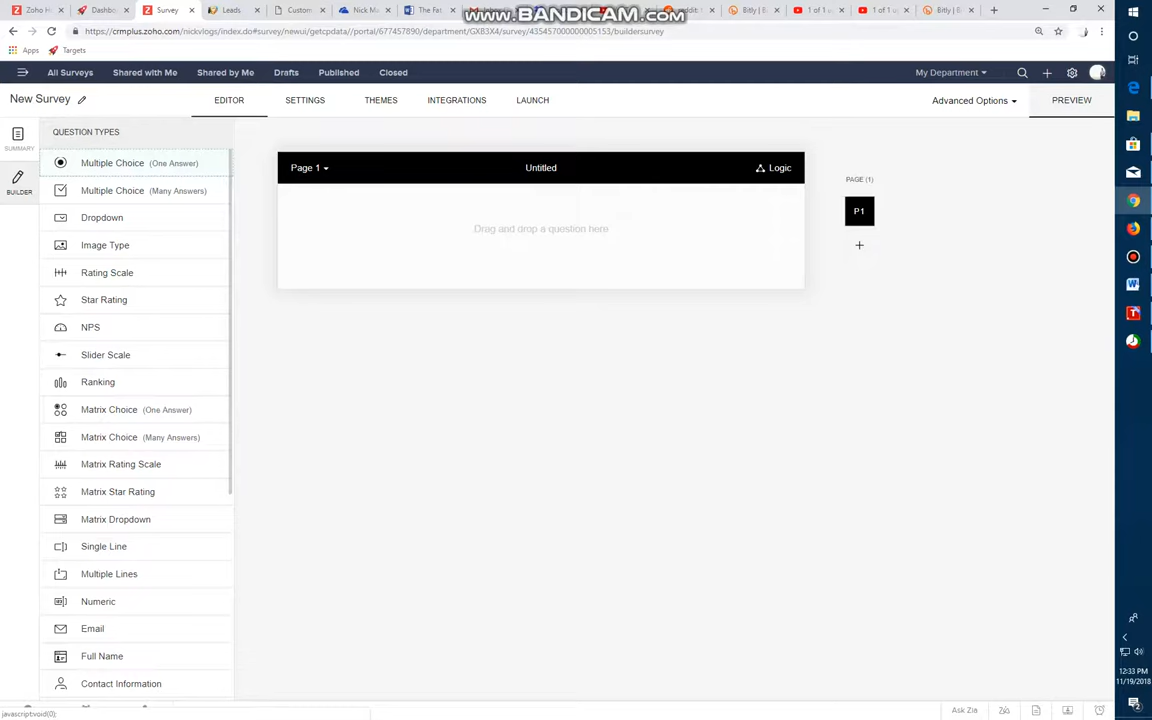 Zoho H
Dashbo
Survey
Leads
Custom
Nick M
The Fas
1 of 1 u
1 of 1 u
Bitly |
www.BANDICAM.com
https://crmplus.zoho.com/nickvlogs/index.do#survey/newui/getcpdata//portal/677457890/department/GXB3X4/survey/435457000000005153/buildersurvey
Apps
Targets
All Surveys
Shared with Me
Shared by Me
Drafts
Published
Closed
My Department
New Survey
EDITOR
SETTINGS
THEMES
INTEGRATIONS
LAUNCH
Advanced Options
PREVIEW
SUMMARY
BUILDER
QUESTION TYPES
Multiple Choice (One Answer)
Multiple Choice (Many Answers)
Dropdown
Image Type
Rating Scale
Star Rating
NPS
Slider Scale
Ranking
Matrix Choice (One Answer)
Matrix Choice (Many Answers)
Matrix Rating Scale
Matrix Star Rating
Matrix Dropdown
Single Line
Multiple Lines
Numeric
Email
Full Name
Contact Information
Page 1
Untitled
Logic
Drag and drop a question here
PAGE (1)
P1
javascript:void(0);
Ask Zia
12:33 PM
11/19/2018